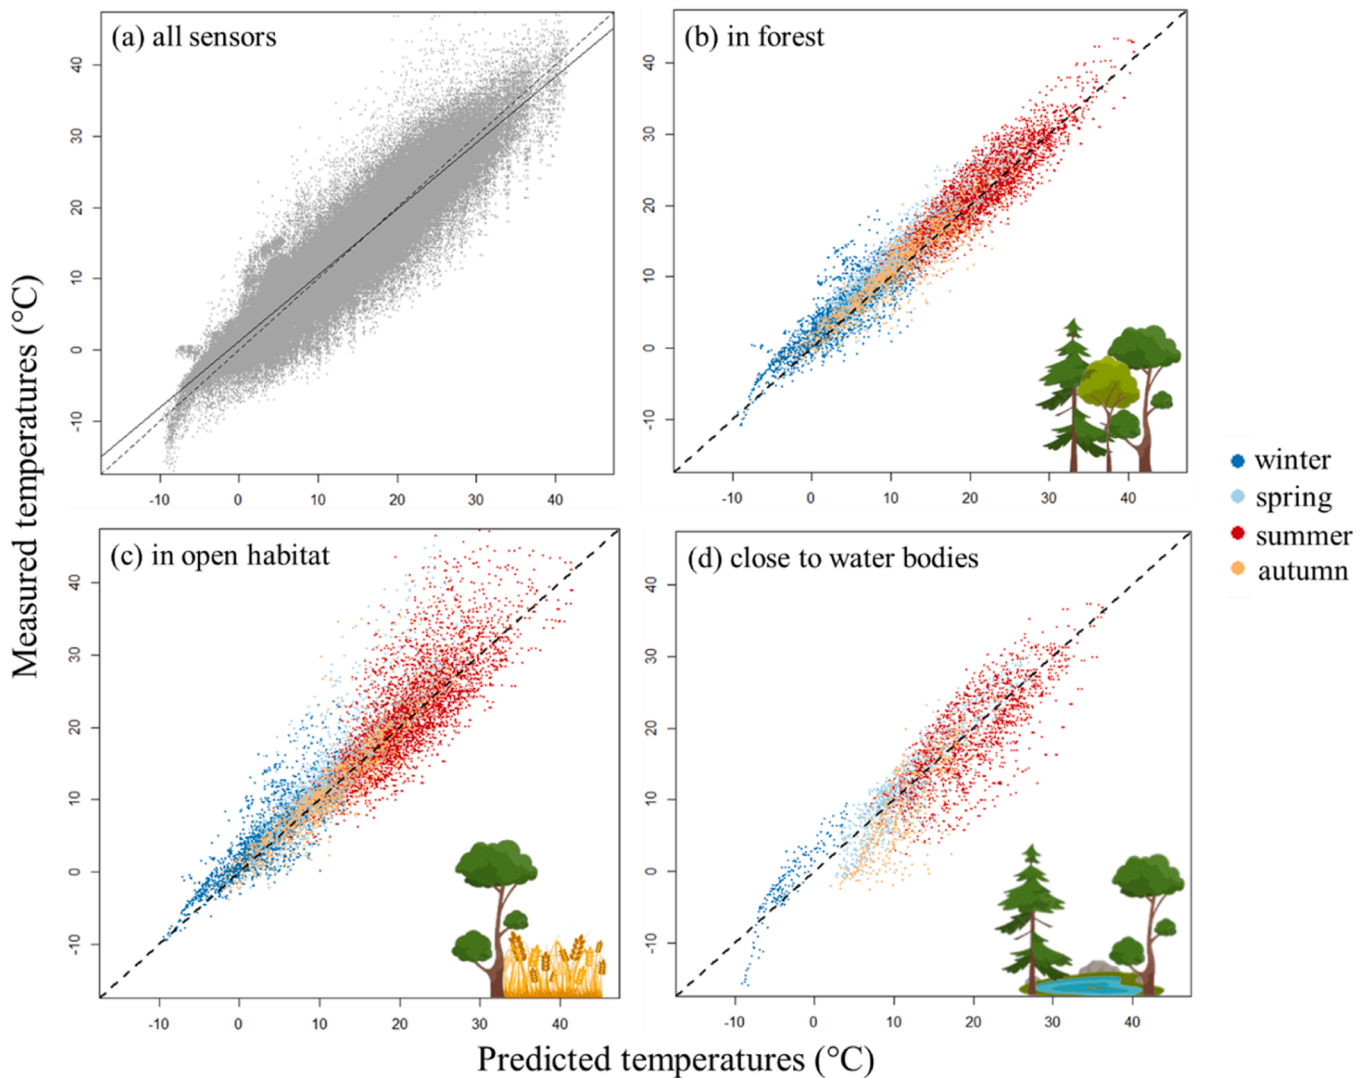 (a) all sensors
40
30
20
10
0
-10
-10 0 10 20 30 40
(b) in forest
40
30
20
10
0
-10
-10 0 10 20 30 40
(c) in open habitat
40
30
20
10
0
-10
-10 0 10 20 30 40
(d) close to water bodies
40
30
20
10
0
-10
-10 0 10 20 30 40
winter
spring
summer
autumn
Measured temperatures (°C)
Predicted temperatures (°C)